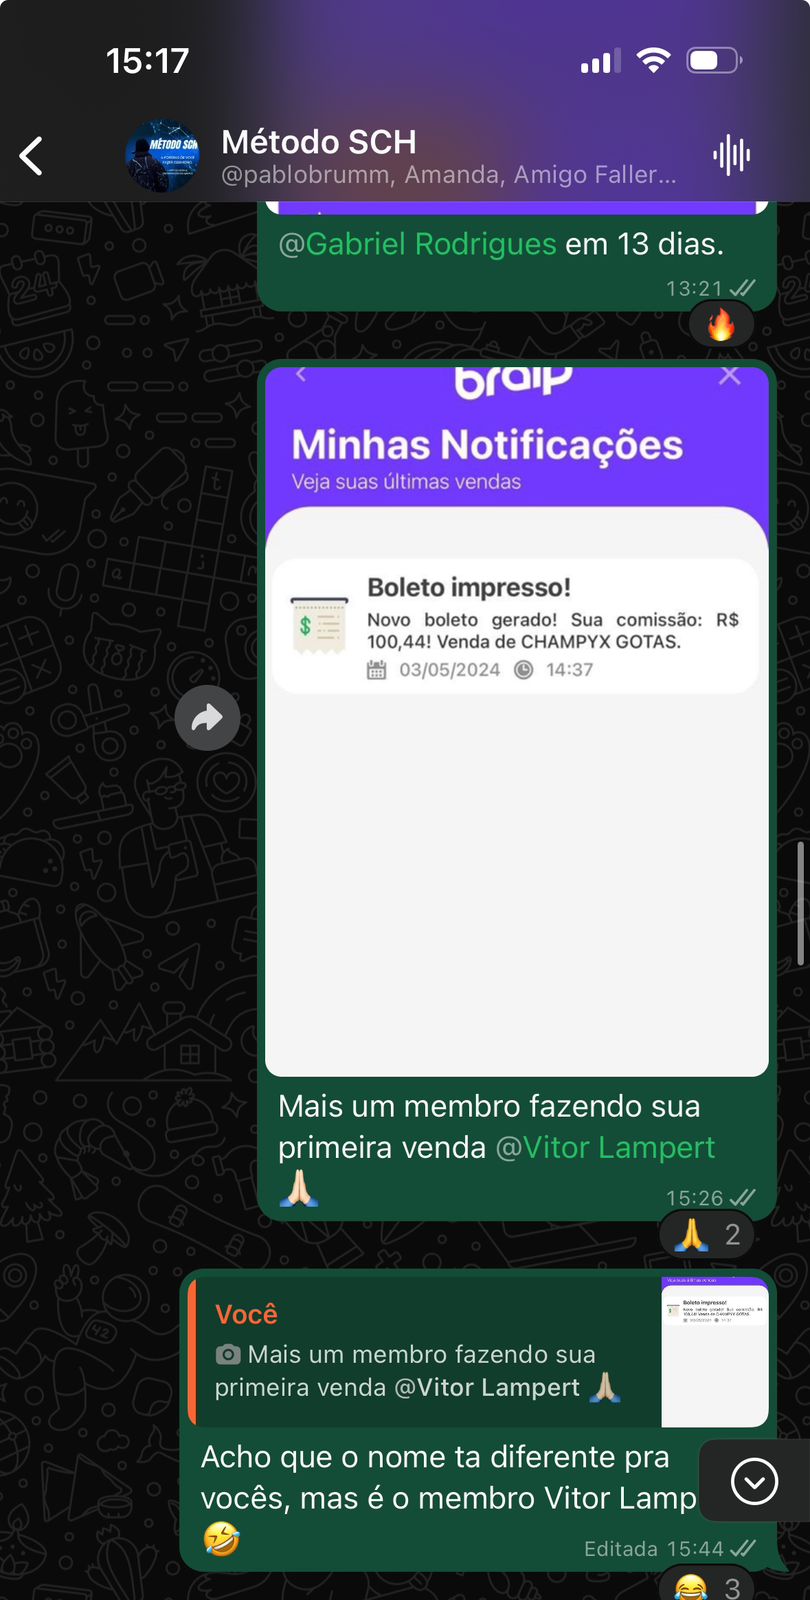 15:17
MÉTODO SCH
Método SCH
@pablobrumm, Amanda, Amigo Faller...
@Gabriel Rodrigues em 13 dias.
13:21
braip
Minhas Notificações
Veja suas últimas vendas
Boleto impresso!
Novo boleto gerado! Sua comissão: R$
100,44! Venda de CHAMPYX GOTAS.
03/05/2024 14:37
Mais um membro fazendo sua
primeira venda @Vitor Lampert
🙏🏻
15:26
🙏 2
Você
Mais um membro fazendo sua
primeira venda @Vitor Lampert 🙏🏻
Boleto impresso!
Acho que o nome ta diferente pra
vocês, mas é o membro Vitor Lamp
🤣
Editada 15:44
😂 3